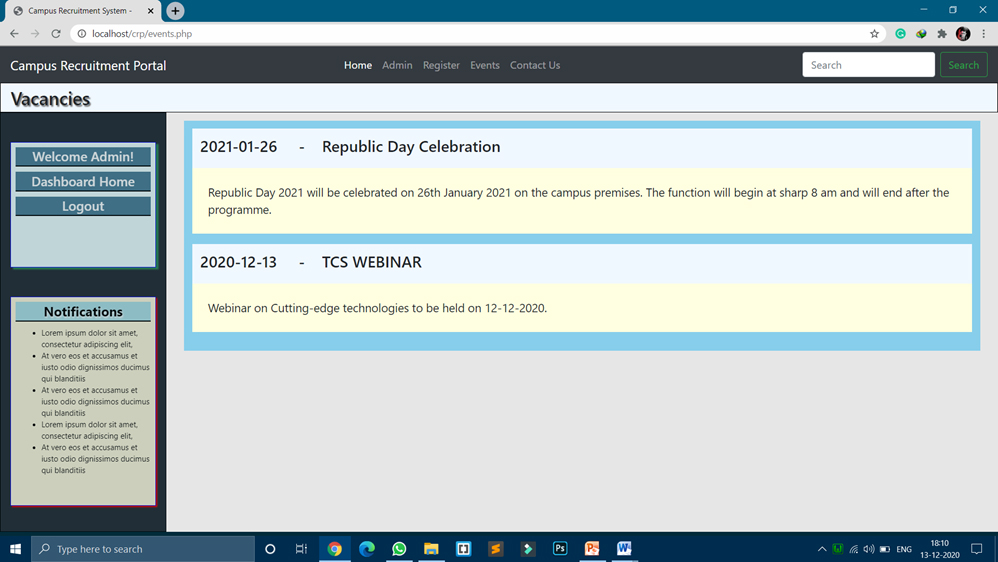 Campus Recruitment System -
localhost/crp/events.php
Campus Recruitment Portal
Home Admin Register Events Contact Us
Search Search
Vacancies
Welcome Admin!
Dashboard Home
Logout
Notifications
Lorem ipsum dolor sit amet,
consectetur adipiscing elit,
At vero eos et accusamus et
iusto odio dignissimos ducimus
qui blanditiis
At vero eos et accusamus et
iusto odio dignissimos ducimus
qui blanditiis
Lorem ipsum dolor sit amet,
consectetur adipiscing elit,
At vero eos et accusamus et
iusto odio dignissimos ducimus
qui blanditiis
2021-01-26 - Republic Day Celebration
Republic Day 2021 will be celebrated on 26th January 2021 on the campus premises. The function will begin at sharp 8 am and will end after the
programme.
2020-12-13 - TCS WEBINAR
Webinar on Cutting-edge technologies to be held on 12-12-2020.
Type here to search
Ps
ENG
18:10
13-12-2020